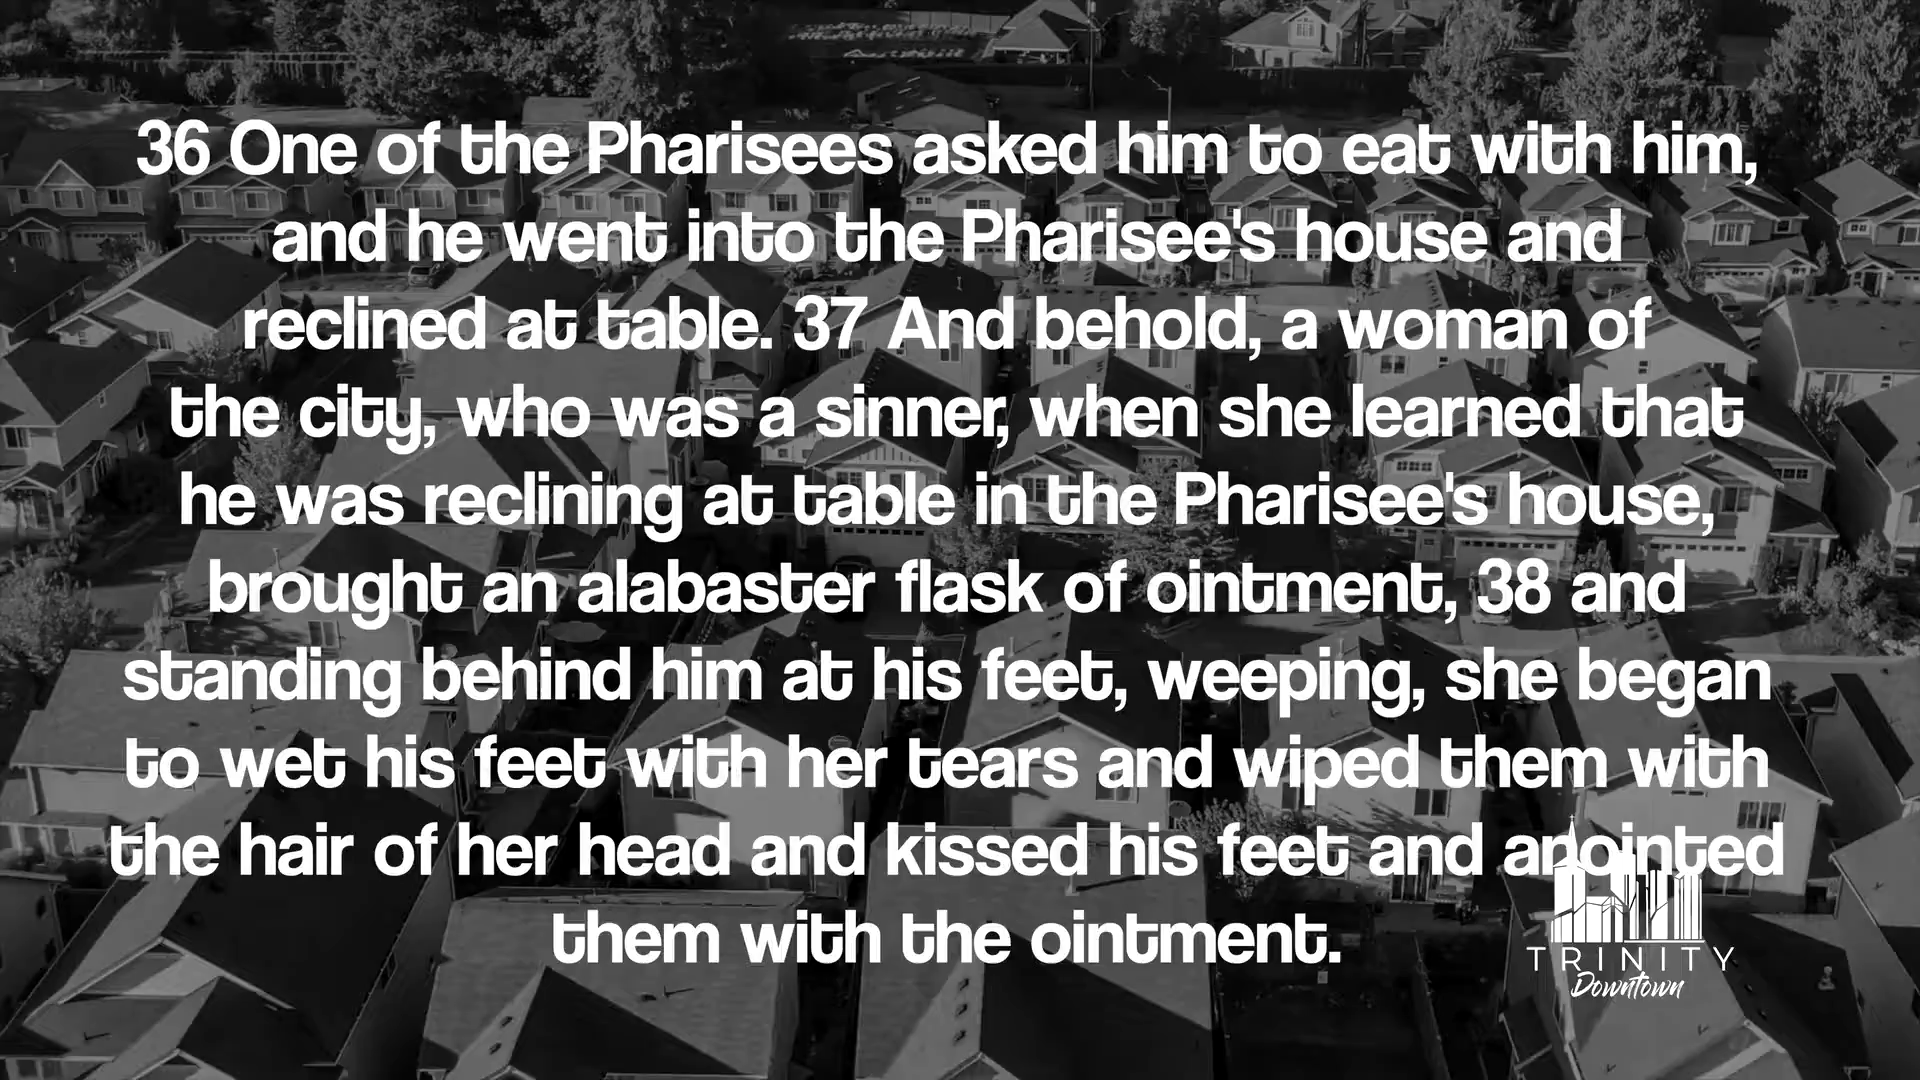 36 One of the Pharisees asked him to eat with him,
and he went into the Pharisee's house and
reclined at table. 37 And behold, a woman of
the city, who was a sinner, when she learned that
he was reclining at table in the Pharisee's house,
brought an alabaster flask of ointment, 38 and
standing behind him at his feet, weeping, she began
to wet his feet with her tears and wiped them with
the hair of her head and kissed his feet and anointed
them with the ointment.
TRINITY
Downtown